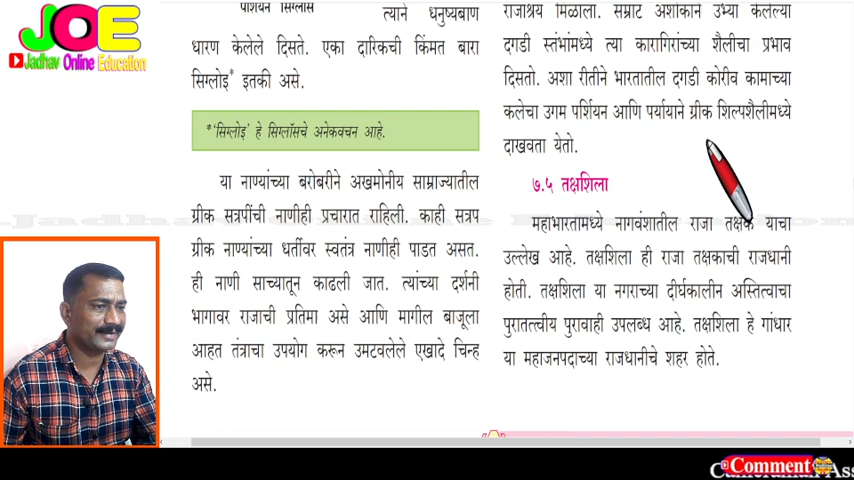 JOE
Jadhav Online Education
पर्शियन सिग्लॉस
त्याने धनुष्यबाण
धारण केलेले दिसते. एका दारिकची किंमत बारा
सिग्लोइ* इतकी असे.
*'सिग्लोइ' हे सिग्लॉसचे अनेकवचन आहे.
या नाण्यांच्या बरोबरीने अखमोनीय साम्राज्यातील
ग्रीक सत्रपींची नाणीही प्रचारात राहिली. काही सत्रप
ग्रीक नाण्यांच्या धर्तीवर स्वतंत्र नाणीही पाडत असत.
ही नाणी साच्यातून काढली जात. त्यांच्या दर्शनी
भागावर राजाची प्रतिमा असे आणि मागील बाजूला
आहत तंत्राचा उपयोग करून उमटवलेले एखादे चिन्ह
असे.
राजाश्रय मिळाला. सम्राट अशोकाने उभ्या केलेल्या
दगडी स्तंभांमध्ये त्या कारागिरांच्या शैलीचा प्रभाव
दिसतो. अशा रीतीने भारतातील दगडी कोरीव कामाच्या
कलेचा उगम पर्शियन आणि पर्यायाने ग्रीक शिल्पशैलीमध्ये
दाखवता येतो.
७.५ तक्षशिला
महाभारतामध्ये नागवंशातील राजा तक्षक याचा
उल्लेख आहे. तक्षशिला ही राजा तक्षकाची राजधानी
होती. तक्षशिला या नगराच्या दीर्घकालीन अस्तित्वाचा
पुरातत्त्वीय पुरावाही उपलब्ध आहे. तक्षशिला हे गांधार
या महाजनपदाच्या राजधानीचे शहर होते.
Comment